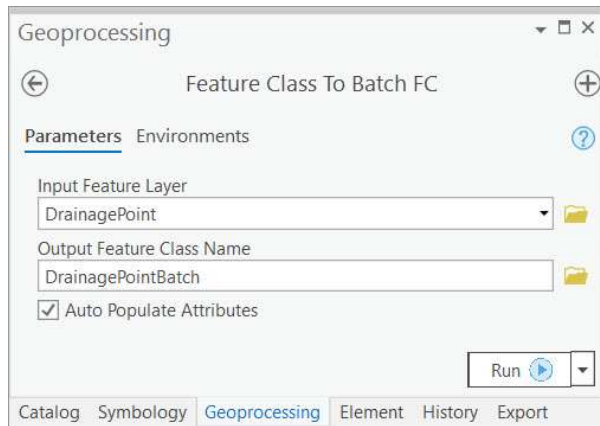 Geoprocessing
Feature Class To Batch FC
Parameters Environments
Input Feature Layer
DrainagePoint
Output Feature Class Name
DrainagePointBatch
Auto Populate Attributes
Run
Catalog Symbology Geoprocessing Element History Export